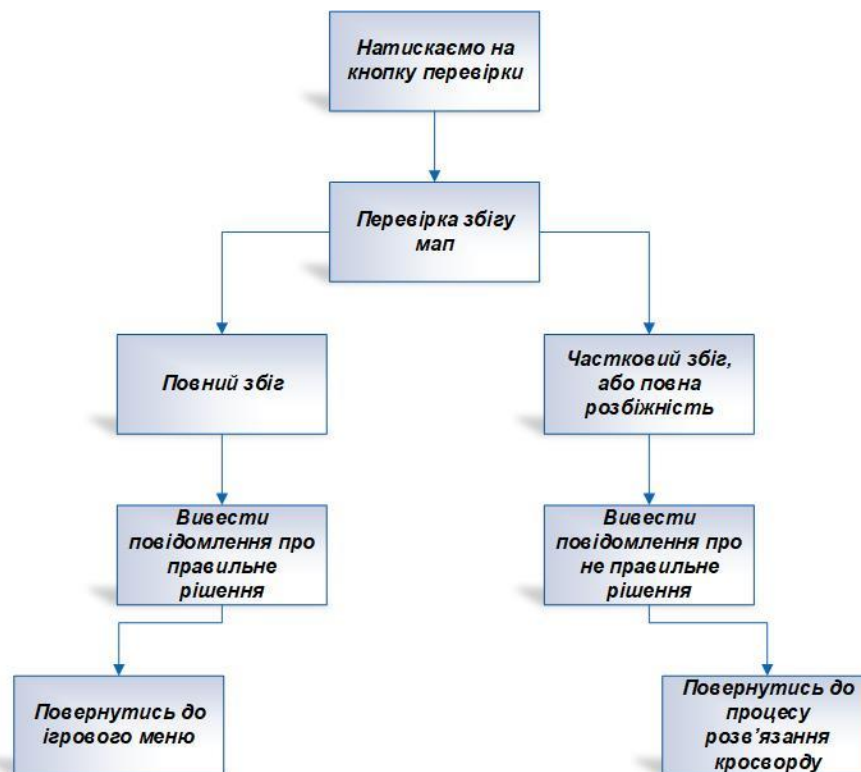 Натискаємо на
кнопку перевірки
Перевірка збігу
мап
Повний збіг
Частковий збіг,
або повна
розбіжність
Вивести
повідомлення про
правильне
рішення
Вивести
повідомлення про
не правильне
рішення
Повернутись до
ігрового меню
Повернутись до
процесу
розв’язання
кросворду